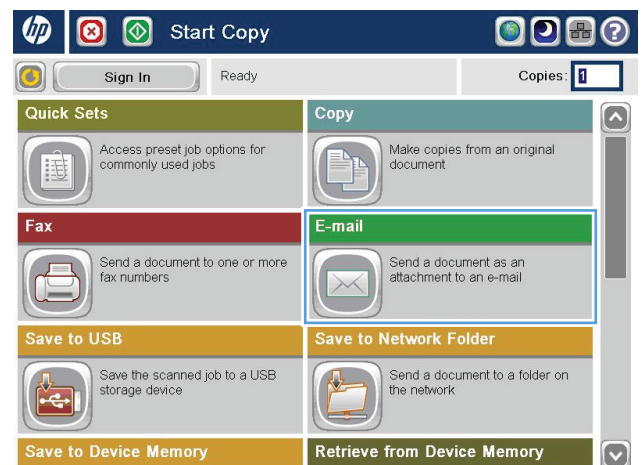 hp
Start Copy
Sign In
Ready
Copies: 1
Quick Sets
Access preset job options for
commonly used jobs
Copy
Make copies from an original
document
Fax
Send a document to one or more
fax numbers
E-mail
Send a document as an
attachment to an e-mail
Save to USB
Save the scanned job to a USB
storage device
Save to Network Folder
Send a document to a folder on
the network
Save to Device Memory
Retrieve from Device Memory